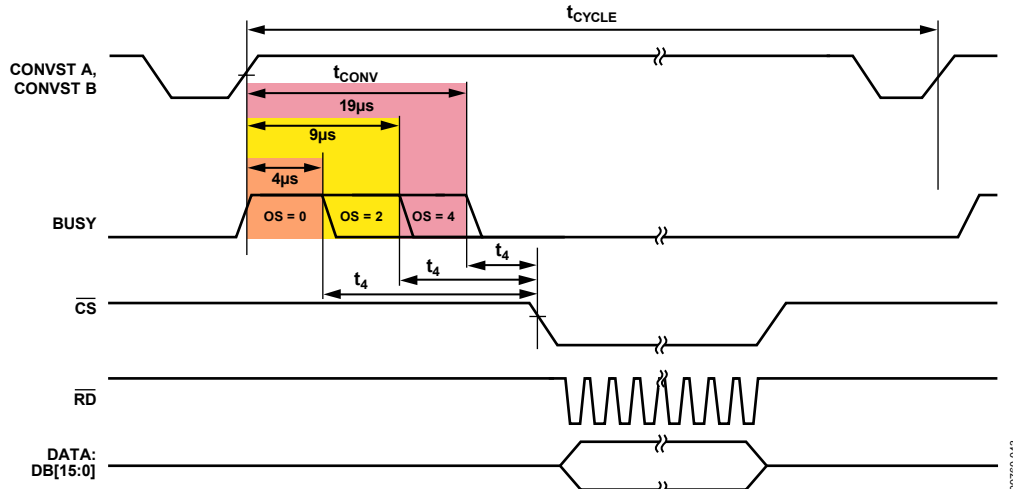 tCYCLE
CONVST A,
CONVST B
tCONV
19µs
9µs
4µs
BUSY
OS = 0
OS = 2
OS = 4
t4
t4
t4
CS
RD
DATA:
DB[15:0]